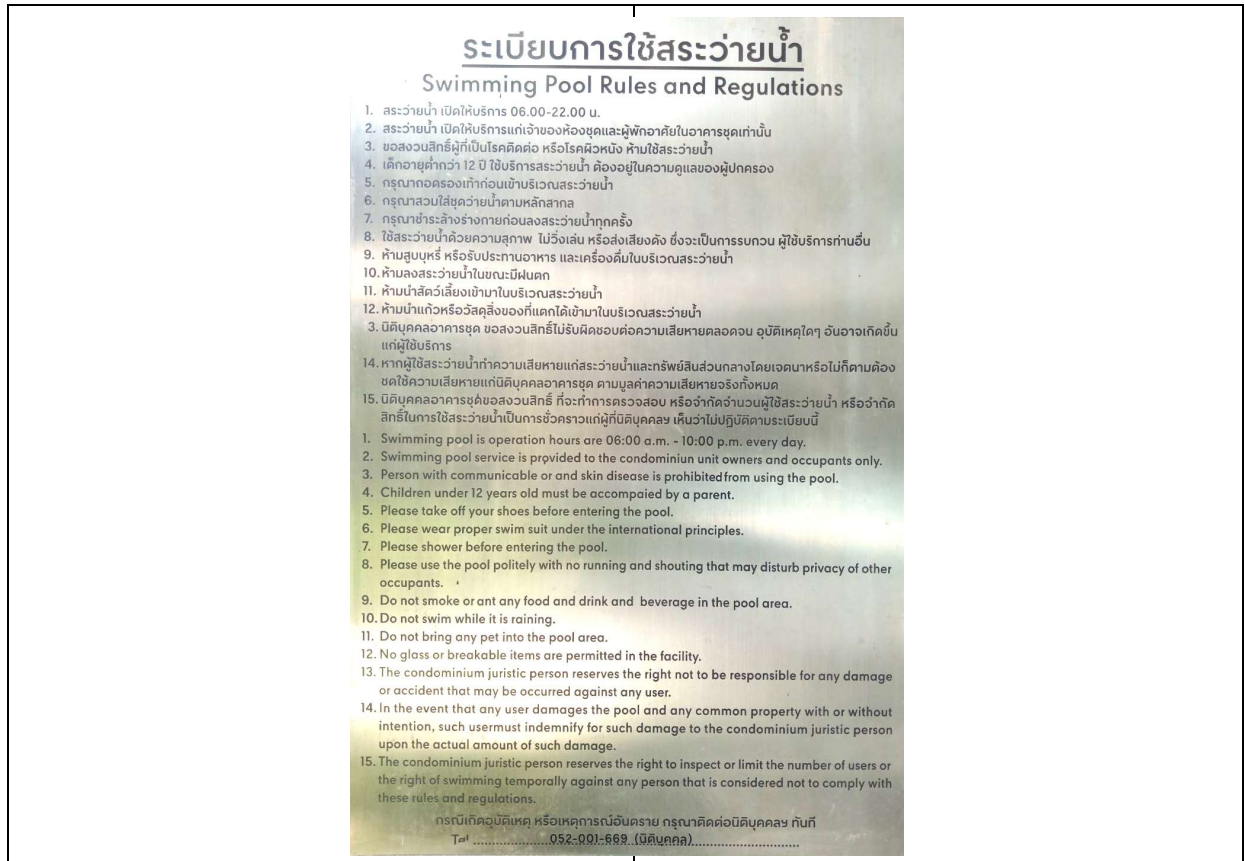 ระเบียบการใช้สระว่ายน้ำ
Swimming Pool Rules and Regulations
1. สระว่ายน้ำ เปิดให้บริการ 06.00-22.00 น.
2. สระว่ายน้ำ เปิดให้บริการแก่เจ้าของห้องชุดและผู้พักอาศัยในอาคารชุดเท่านั้น
3. ขอสงวนสิทธิ์ผู้ที่เป็นโรคติดต่อ หรือโรคผิวหนัง ห้ามใช้สระว่ายน้ำ
4. เด็กอายุต่ำกว่า 12 ปี ใช้บริการสระว่ายน้ำ ต้องอยู่ในความดูแลของผู้ปกครอง
5. กรุณาถอดรองเท้าก่อนเข้าบริเวณสระว่ายน้ำ
6. กรุณาสวมใส่ชุดว่ายน้ำตามหลักสากล
7. กรุณาชำระล้างร่างกายก่อนลงสระว่ายน้ำทุกครั้ง
8. ใช้สระว่ายน้ำด้วยความสุภาพ ไม่วิ่งเล่น หรือส่งเสียงดัง ซึ่งจะเป็นการรบกวน ผู้ใช้บริการท่านอื่น
9. ห้ามสูบบุหรี่ หรือรับประทานอาหาร และเครื่องดื่มในบริเวณสระว่ายน้ำ
10. ห้ามลงสระว่ายน้ำในขณะมีฝนตก
11. ห้ามนำสัตว์เลี้ยงเข้ามาในบริเวณสระว่ายน้ำ
12. ห้ามนำแก้วหรือวัสดุสิ่งของที่แตกได้เข้ามาในบริเวณสระว่ายน้ำ
3. นิติบุคคลอาคารชุด ขอสงวนสิทธิ์ไม่รับผิดชอบต่อความเสียหายตลอดจน อุบัติเหตุใดๆ อันอาจเกิดขึ้น
แก่ผู้ใช้บริการ
14. หากผู้ใช้สระว่ายน้ำทำความเสียหายแก่สระว่ายน้ำและทรัพย์สินส่วนกลางโดยเจตนาหรือไม่ก็ตามต้อง
ชดใช้ความเสียหายแก่นิติบุคคลอาคารชุด ตามมูลค่าความเสียหายจริงทั้งหมด
15. นิติบุคคลอาคารชุดขอสงวนสิทธิ์ ที่จะทำการตรวจสอบ หรือจำกัดจำนวนผู้ใช้สระว่ายน้ำ หรือจำกัด
สิทธิ์ในการใช้สระว่ายน้ำเป็นการชั่วคราวแก่ผู้ที่นิติบุคคลฯ เห็นว่าไม่ปฏิบัติตามระเบียบนี้
1. Swimming pool is operation hours are 06:00 a.m. - 10:00 p.m. every day.
2. Swimming pool service is provided to the condominiun unit owners and occupants only.
3. Person with communicable or and skin disease is prohibited from using the pool.
4. Children under 12 years old must be accompaied by a parent.
5. Please take off your shoes before entering the pool.
6. Please wear proper swim suit under the international principles.
7. Please shower before entering the pool.
8. Please use the pool politely with no running and shouting that may disturb privacy of other
occupants.
9. Do not smoke or ant any food and drink and beverage in the pool area.
10. Do not swim while it is raining.
11. Do not bring any pet into the pool area.
12. No glass or breakable items are permitted in the facility.
13. The condominium juristic person reserves the right not to be responsible for any damage
or accident that may be occurred against any user.
14. In the event that any user damages the pool and any common property with or without
intention, such usermust indemnify for such damage to the condominium juristic person
upon the actual amount of such damage.
15. The condominium juristic person reserves the right to inspect or limit the number of users or
the right of swimming temporally against any person that is considered not to comply with
these rules and regulations.
กรณีเกิดอุบัติเหตุ หรือเหตุการณ์อันตราย กรุณาติดต่อนิติบุคคลฯ ทันที
Tel ....................052-001-669 (นิติบุคคล)............................